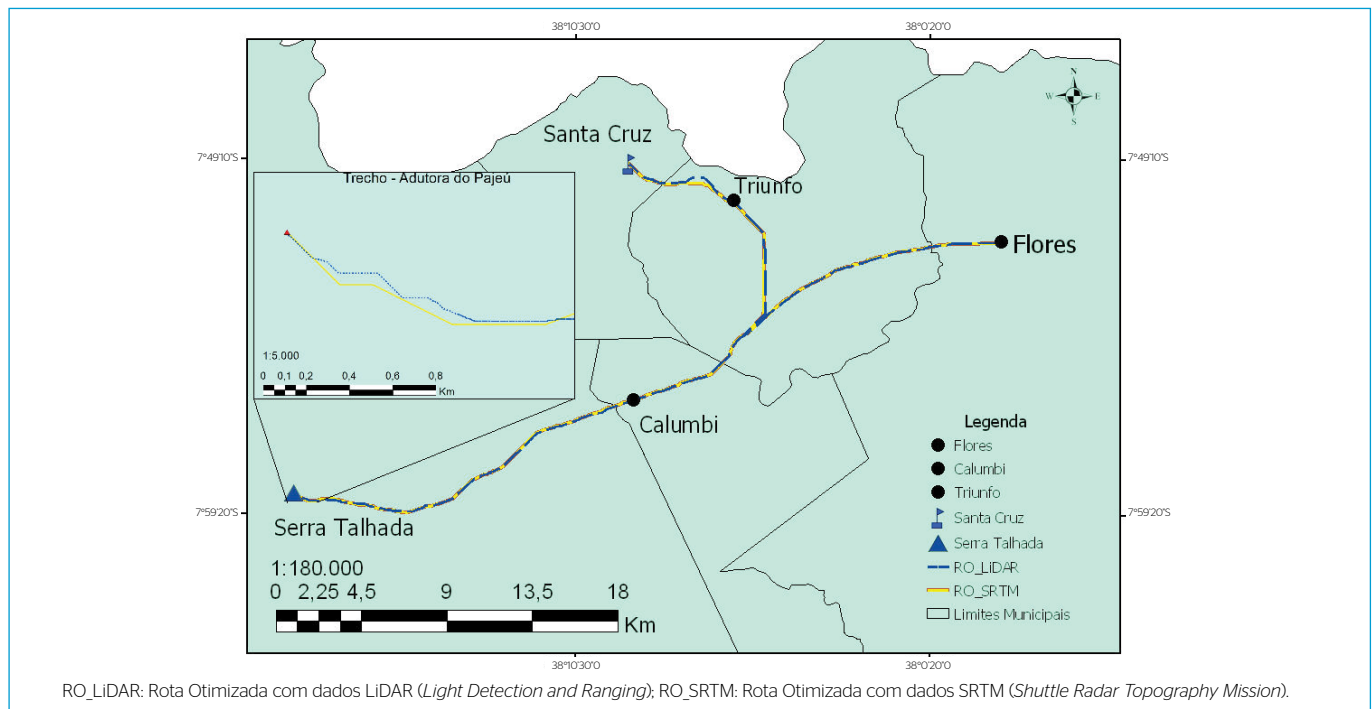 38°10'30"O
38°0'20"O
N
W
E
S
Santa Cruz
7°49'10"S
7°49'10"S
Trecho - Adutora do Pajeú
Triunfo
Flores
1:5.000
0 0,1 0,2 0,4 0,6 0,8
Km
Calumbi
Legenda
Flores
Calumbi
Triunfo
Santa Cruz
Serra Talhada
RO_LiDAR
RO_SRTM
Limites Municipais
7°59'20"S
7°59'20"S
Serra Talhada
1:180.000
0 2,25 4,5 9 13,5 18
Km
38°10'30"O
38°0'20"O
RO_LiDAR: Rota Otimizada com dados LiDAR (Light Detection and Ranging); RO_SRTM: Rota Otimizada com dados SRTM (Shuttle Radar Topography Mission).